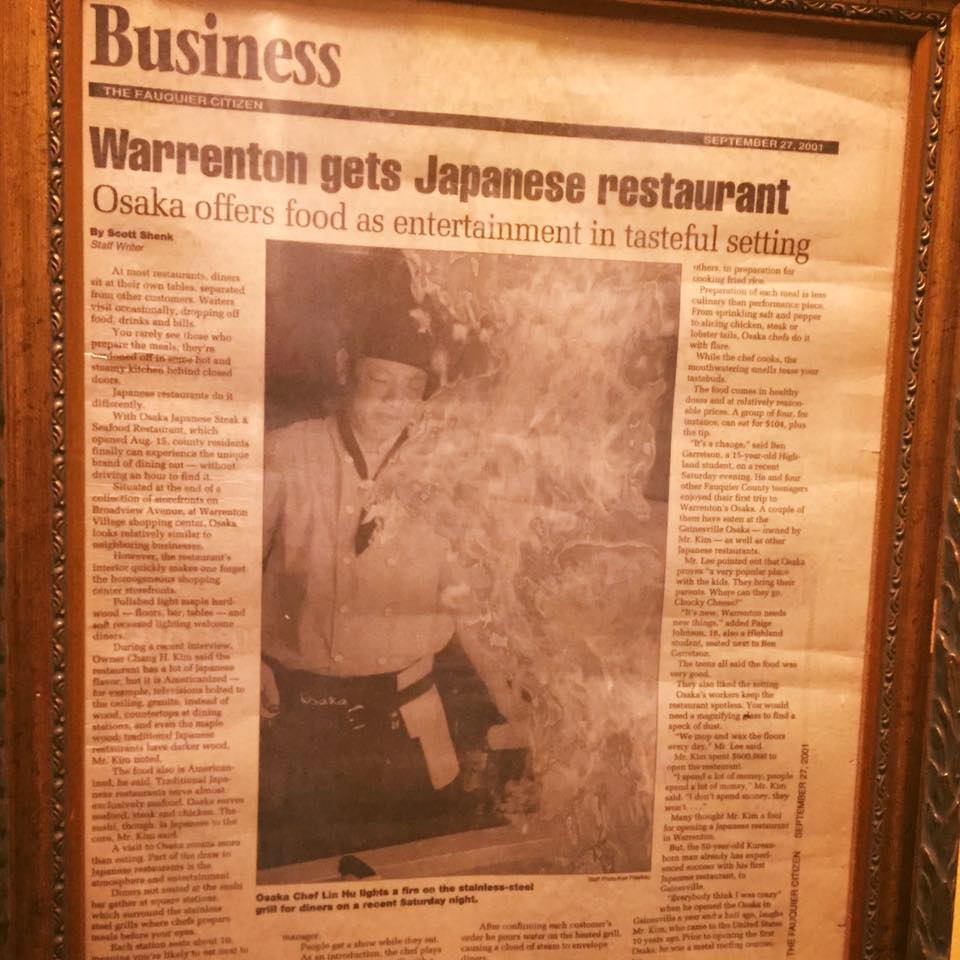 Business
THE FAUQUIER CITIZEN
SEPTEMBER 27, 2001
Warrenton gets Japanese restaurant
Osaka offers food as entertainment in tasteful setting
By Scott Shenk
Staff Writer
At most restaurants, diners
sit at their own tables, separated
from other customers. Waiters
visit occasionally, dropping off
food, drinks and bills.
You rarely see those who
prepare the meals; they're
cordoned off in some hot and
steamy kitchen behind closed
doors.
Japanese restaurants do it
differently.
With Osaka Japanese Steak &
Seafood Restaurant, which
opened Aug. 15, county residents
finally can experience the unique
brand of dining out — without
driving an hour to find it.
Situated at the end of a
collection of storefronts on
Broadview Avenue, at Warrenton
Village shopping center, Osaka
looks relatively similar to
neighboring businesses.
However, the restaurant's
interior quickly makes one forget
the homogeneous shopping
center storefronts.
Polished light maple hard-
wood — floors, bar, tables — and
soft recessed lighting welcome
diners.
During a recent interview,
Owner Chang H. Kim said the
restaurant has a lot of Japanese
flavor, but it is Americanized —
for example, televisions bolted to
the ceiling, granite, instead of
wood, countertops at dining
stations, and even the maple
wood; traditional Japanese
restaurants have darker wood,
Mr. Kim noted.
The food also is American-
ized, he said. Traditional Japa-
nese restaurants serve almost
exclusively seafood. Osaka serves
seafood, steak and chicken. The
sushi, though, is Japanese to the
core, Mr. Kim said.
A visit to Osaka means more
than eating. Part of the draw to
Japanese restaurants is the
atmosphere and entertainment.
Diners not seated at the sushi
bar gather at square stations,
which surround the stainless
steel grills where chefs prepare
meals before your eyes.
Each station seats about 10,
meaning you're likely to eat next to
Osaka
Staff Photo
Osaka Chef Lin Hu lights a fire on the stainless-steel
grill for diners on a recent Saturday night.
manager.
People get a show while they eat.
As an introduction, the chef plays
After confirming each customer's
order he pours water on the heated grill,
causing a cloud of steam to envelope
diners.
others, in preparation for
cooking fried rice.
Preparation of each meal is less
culinary than performance piece.
From sprinkling salt and pepper
to slicing chicken, steak or
lobster tails, Osaka chefs do it
with flare.
While the chef cooks, the
mouthwatering smells tease your
tastebuds.
The food comes in healthy
doses and at relatively reason-
able prices. A group of four, for
instance, can eat for $104, plus
the tip.
"It's a change," said Ben
Garretson, a 15-year-old High-
land student, on a recent
Saturday evening. He and four
other Fauquier County teenagers
enjoyed their first trip to
Warrenton's Osaka. A couple of
them have eaten at the
Gainesville Osaka — owned by
Mr. Kim — as well as other
Japanese restaurants.
Mr. Lee pointed out that Osaka
proves "a very popular place
with the kids. They bring their
parents. Where can they go,
Chucky Cheese?"
"It's new, Warrenton needs
new things," added Paige
Johnson, 16, also a Highland
student, seated next to Ben
Garretson.
The teens all said the food was
very good.
They also liked the setting.
Osaka's workers keep the
restaurant spotless. You would
need a magnifying glass to find a
speck of dust.
"We mop and wax the floors
every day," Mr. Lee said.
Mr. Kim spent $600,000 to
open the restaurant.
"I spend a lot of money, people
spend a lot of money," Mr. Kim
said. "I don't spend money, they
won't. . . ."
Many thought Mr. Kim a fool
for opening a Japanese restaurant
in Warrenton.
But, the 50-year-old Korean-
born man already has experi-
enced success with his first
Japanese restaurant, in
Gainesville.
"Everybody think I was crazy"
when he opened the Osaka in
Gainesville a year and a half ago, laughs
Mr. Kim, who came to the United States
10 years ago. Prior to opening the first
Osaka, he was a metal roofing
THE FAUQUIER CITIZEN SEPTEMBER 27, 2001